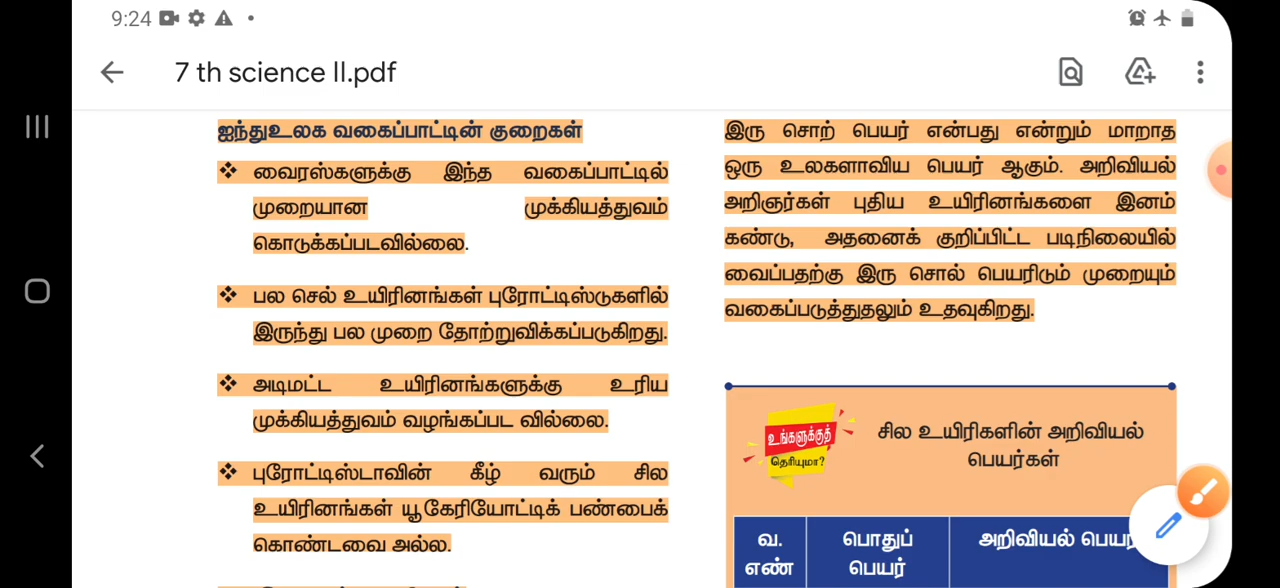 9:24
7 th science II.pdf
ஐந்துஉலக வகைப்பாட்டின் குறைகள்
❖ வைரஸ்களுக்கு இந்த வகைப்பாட்டில்
முறையான முக்கியத்துவம்
கொடுக்கப்படவில்லை.
❖ பல செல் உயிரினங்கள் புரோட்டிஸ்டுகளில்
இருந்து பல முறை தோற்றுவிக்கப்படுகிறது.
❖ அடிமட்ட உயிரினங்களுக்கு உரிய
முக்கியத்துவம் வழங்கப்பட வில்லை.
❖ புரோட்டிஸ்டாவின் கீழ் வரும் சில
உயிரினங்கள் யூகேரியோட்டிக் பண்பைக்
கொண்டவை அல்ல.
இரு சொற் பெயர் என்பது என்றும் மாறாத
ஒரு உலகளாவிய பெயர் ஆகும். அறிவியல்
அறிஞர்கள் புதிய உயிரினங்களை இனம்
கண்டு, அதனைக் குறிப்பிட்ட படிநிலையில்
வைப்பதற்கு இரு சொல் பெயரிடும் முறையும்
வகைப்படுத்துதலும் உதவுகிறது.
உங்களுக்குத்
தெரியுமா?
சில உயிரிகளின் அறிவியல்
பெயர்கள்
வ.
எண்
பொதுப்
பெயர்
அறிவியல்